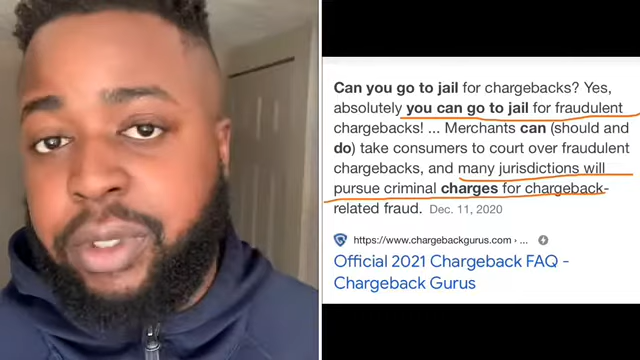 Can you go to jail for chargebacks? Yes,
absolutely you can go to jail for fraudulent
chargebacks! ... Merchants can (should and
do) take consumers to court over fraudulent
chargebacks, and many jurisdictions will
pursue criminal charges for chargeback-
related fraud. Dec. 11, 2020
https://www.chargebackgurus.com › ...
Official 2021 Chargeback FAQ -
Chargeback Gurus